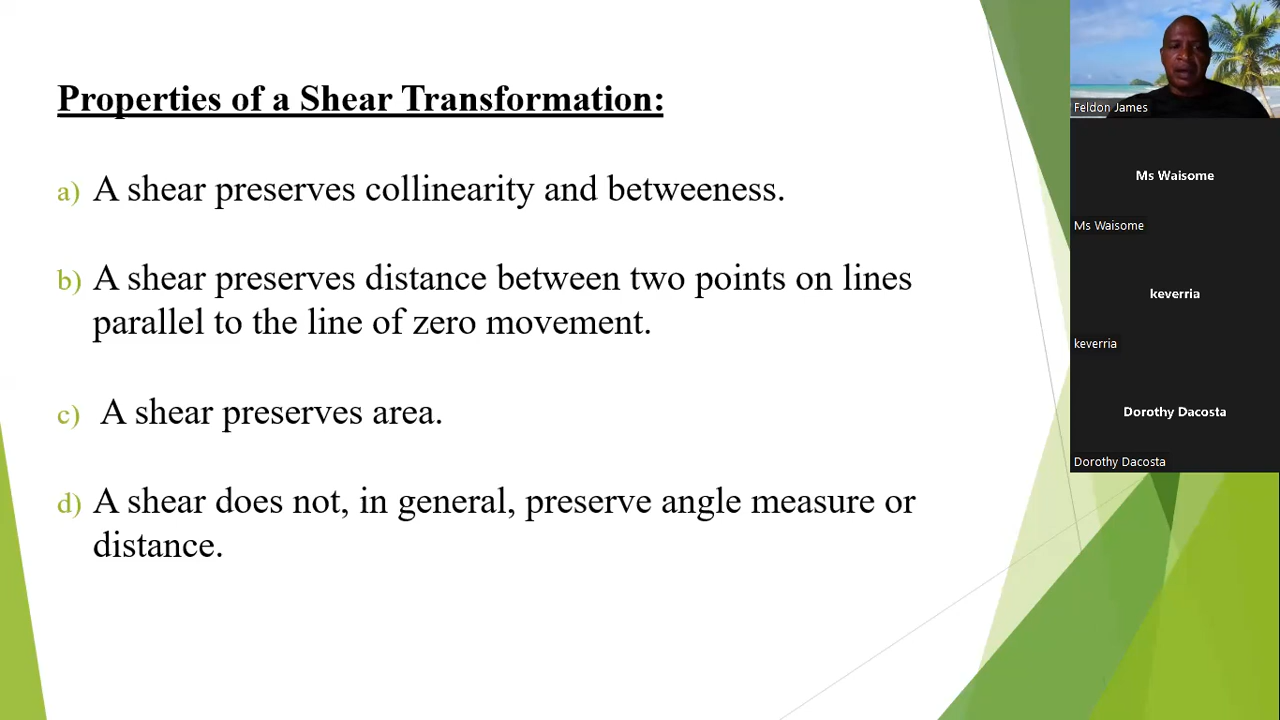 Properties of a Shear Transformation:
a) A shear preserves collinearity and betweeness.
b) A shear preserves distance between two points on lines
parallel to the line of zero movement.
c) A shear preserves area.
d) A shear does not, in general, preserve angle measure or
distance.
Feldon James
Ms Waisome
Ms Waisome
keverria
keverria
Dorothy Dacosta
Dorothy Dacosta